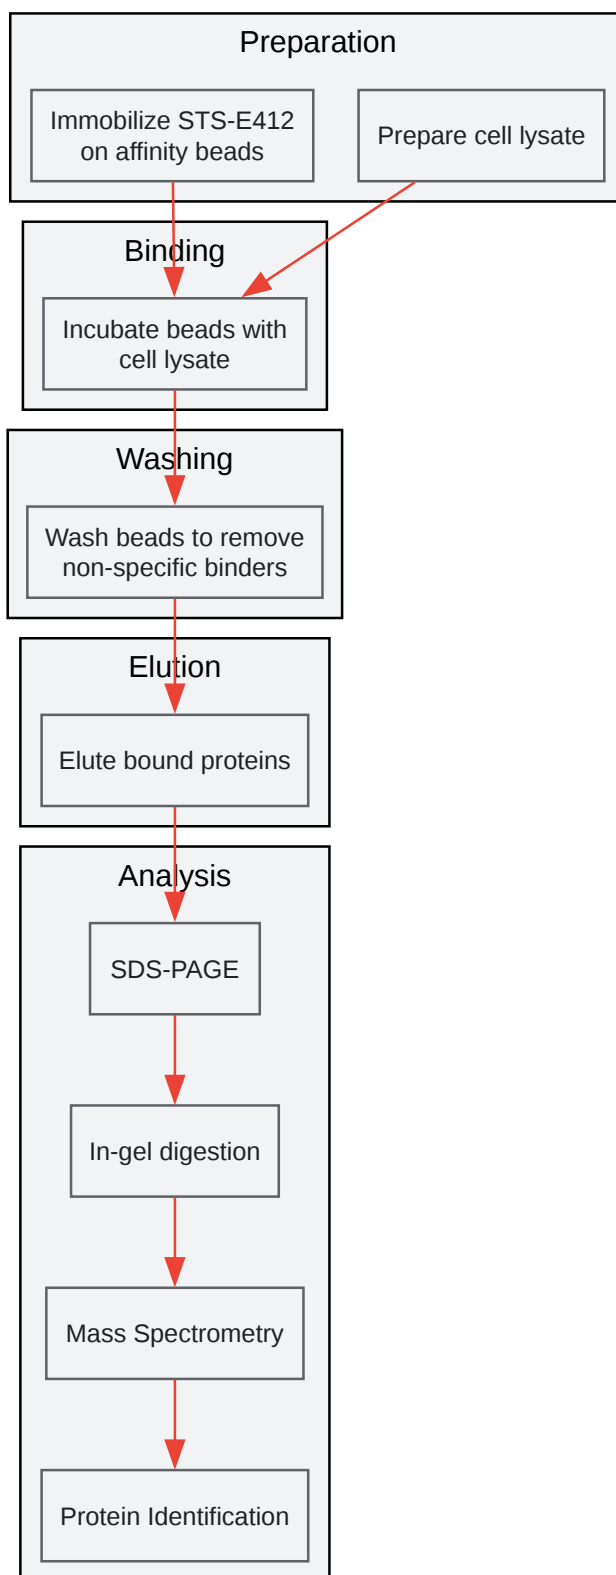 Preparation
Immobilize STS-E412
on affinity beads
Prepare cell lysate
Binding
Incubate beads with
cell lysate
Washing
Wash beads to remove
non-specific binders
Elution
Elute bound proteins
Analysis
SDS-PAGE
In-gel digestion
Mass Spectrometry
Protein Identification